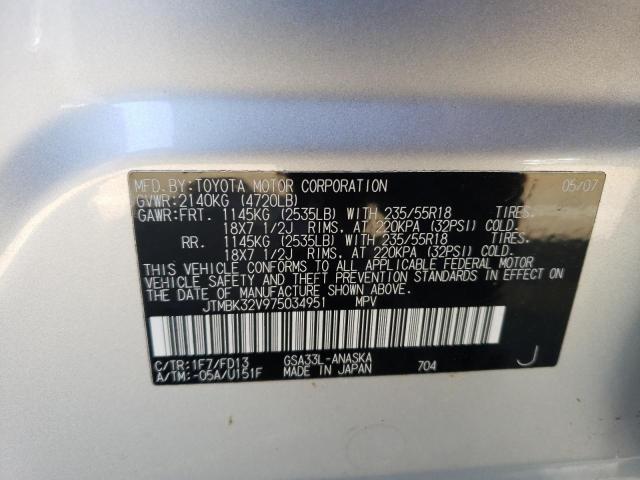 MFD.BY:TOYOTA MOTOR CORPORATION 05/07
GVWR:2140KG (4720LB)
GAWR:FRT. 1145KG (2535LB) WITH 235/55R18 TIRES.
18X7 1/2J RIMS. AT 220KPA (32PSI) COLD.
RR. 1145KG (2535LB) WITH 235/55R18 TIRES.
18X7 1/2J RIMS. AT 220KPA (32PSI) COLD.
THIS VEHICLE CONFORMS TO ALL APPLICABLE FEDERAL MOTOR
VEHICLE SAFETY AND THEFT PREVENTION STANDARDS IN EFFECT ON
THE DATE OF MANUFACTURE SHOWN ABOVE.
JTMBK32V975034951 MPV
C/TR:1F7/FD13 GSA33L-ANASKA
A/TM:-05A/U151F MADE IN JAPAN 704 J